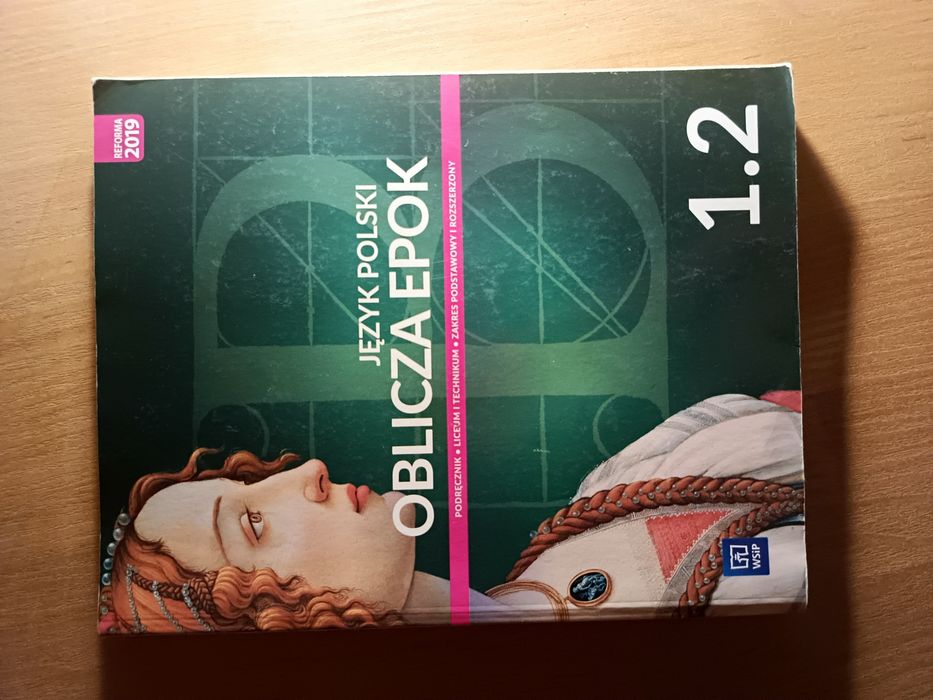 REFORMA
2019
JĘZYK POLSKI
OBLICZA EPOK
PODRĘCZNIK • LICEUM I TECHNIKUM • ZAKRES PODSTAWOWY I ROZSZERZONY
1.2
WSiP